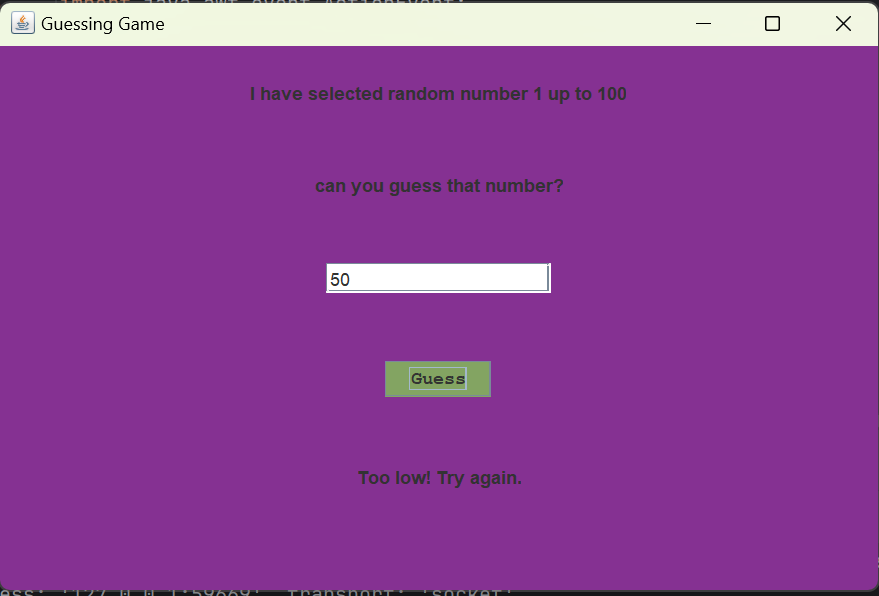 Guessing Game
I have selected random number 1 up to 100
can you guess that number?
50
Guess
Too low! Try again.